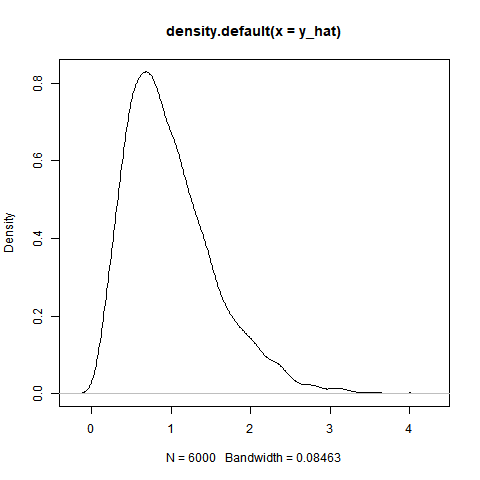 density.default(x = y_hat)
Density
0.0 0.2 0.4 0.6 0.8
0 1 2 3 4
N = 6000 Bandwidth = 0.08463